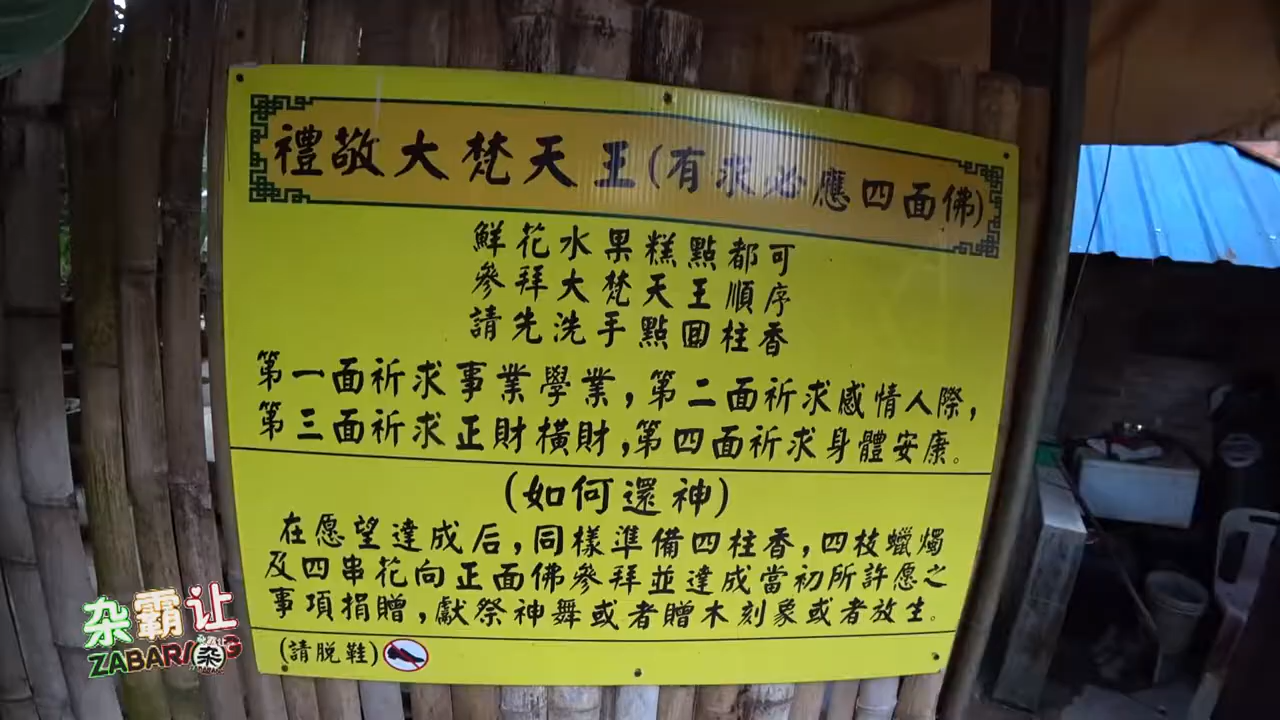 禮敬大梵天王(有求必應四面佛)
鮮花水果糕點都可
參拜大梵天王順序
請先洗手點圓柱香
第一面祈求事業學業，第二面祈求感情人際，
第三面祈求正財橫財，第四面祈求身體安康。
(如何還神)
在愿望達成后，同樣準備四柱香，四枝蠟燭
及四串花向正面佛參拜並達成當初所許愿之
事項捐贈，獻祭神舞或者贈木刻象或者放生。
(請脫鞋)
杂霸让
ZABARANG